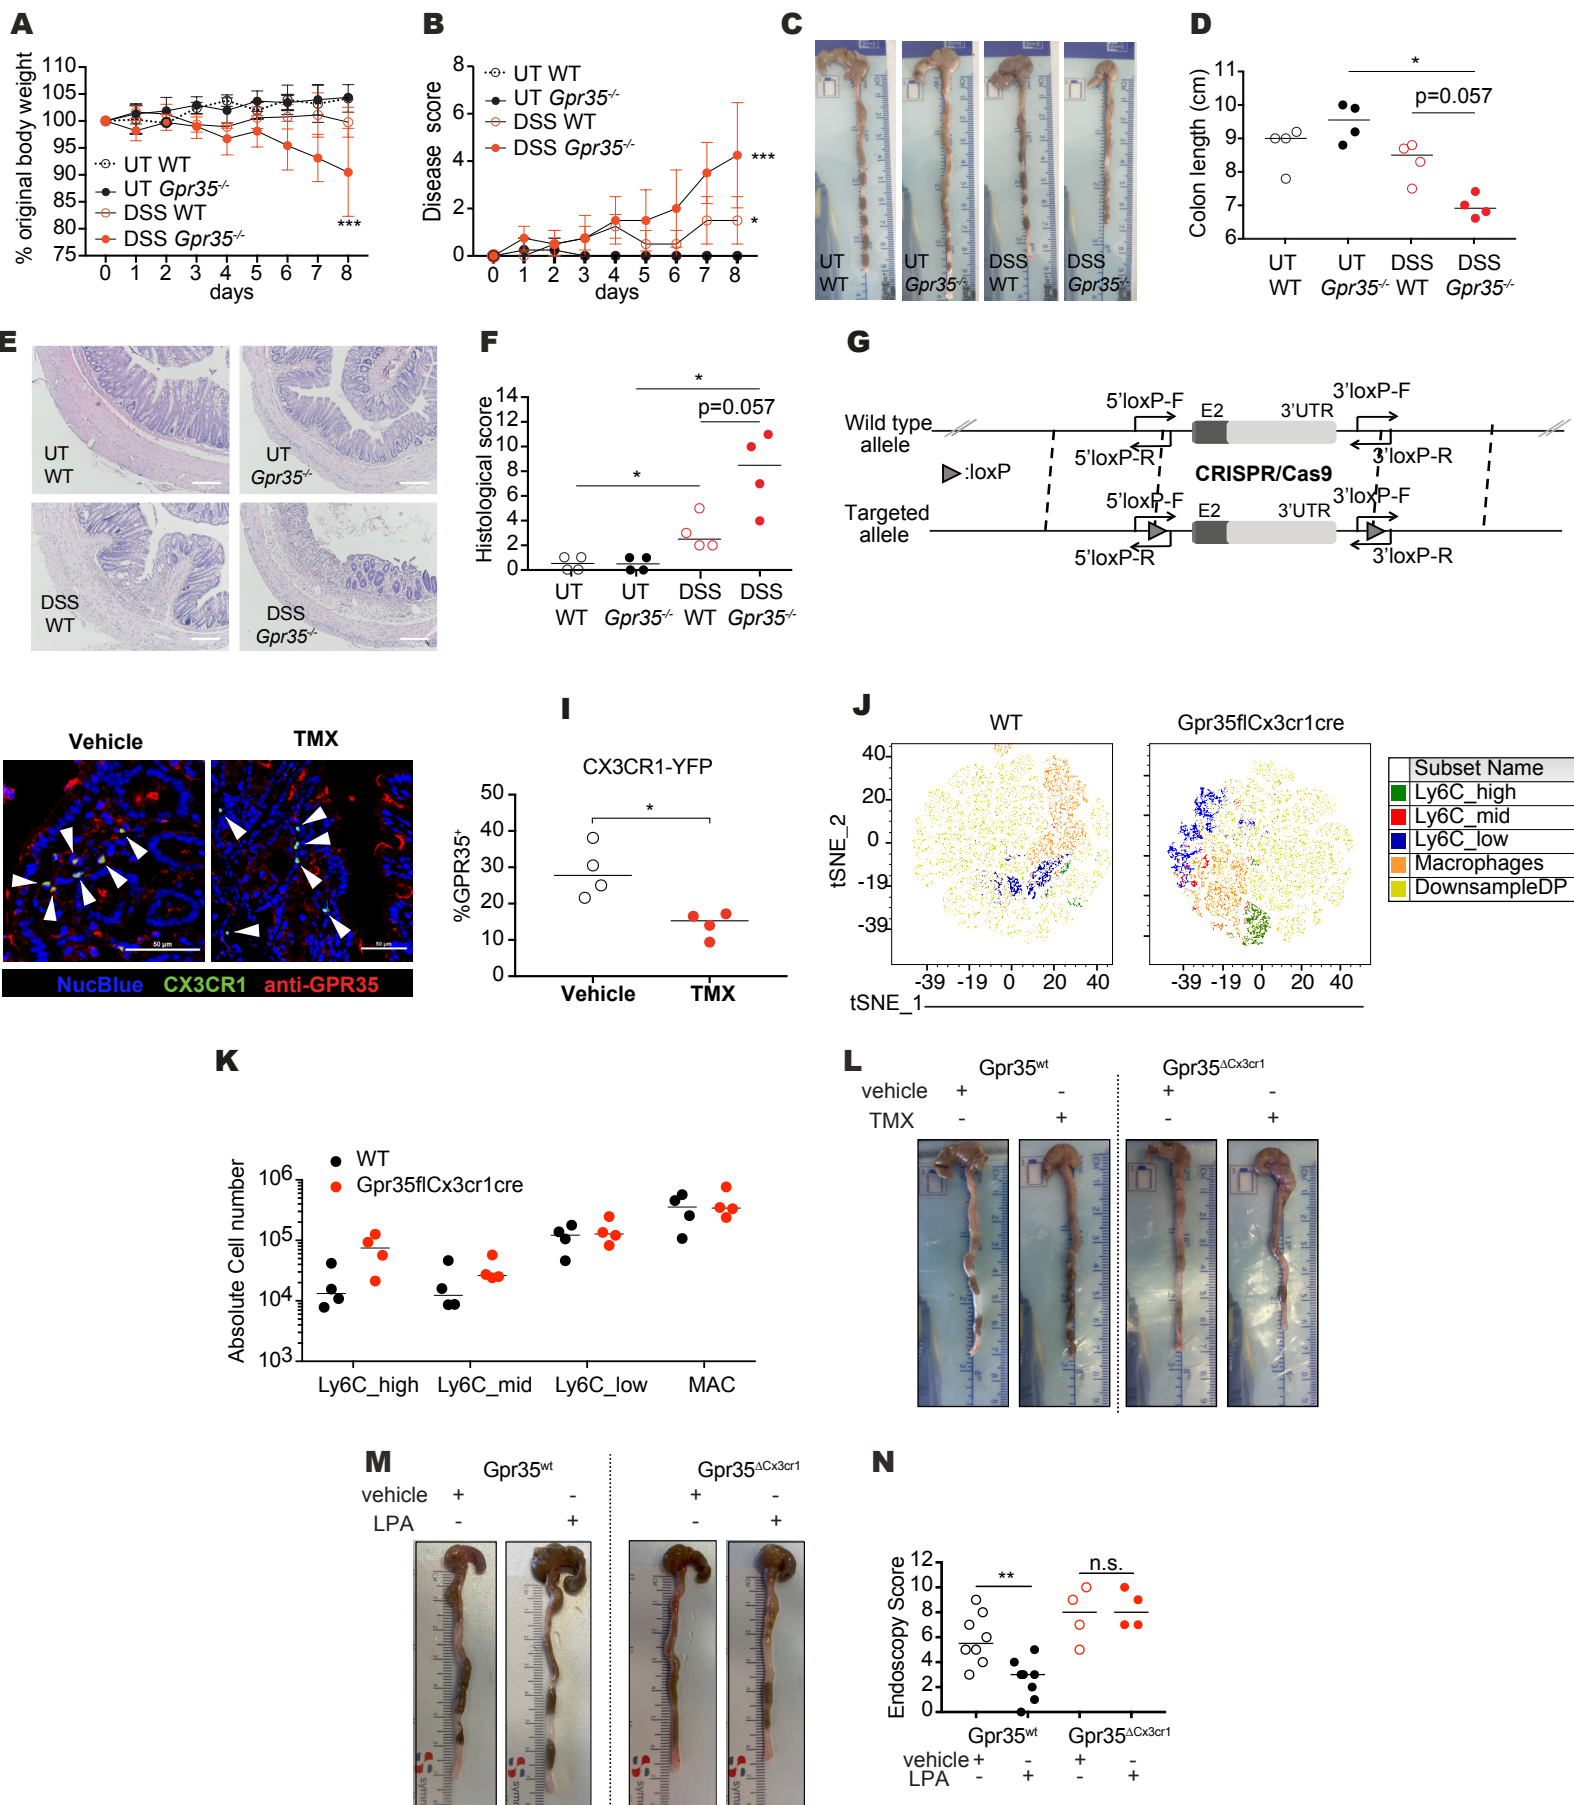 A
% original body weight
110
105
100
95
90
85
80
75
UT WT
UT Gpr35-/-
DSS WT
DSS Gpr35-/-
***
0 1 2 3 4 5 6 7 8
days
B
Disease score
8
6
4
2
0
UT WT
UT Gpr35-/-
DSS WT
DSS Gpr35-/-
***
*
0 1 2 3 4 5 6 7 8
days
C
UT
WT
UT
Gpr35-/-
DSS
WT
DSS
Gpr35-/-
D
Colon length (cm)
11
10
9
8
7
6
*
p=0.057
UT UT DSS DSS
WT Gpr35-/- WT Gpr35-/-
E
UT
WT
UT
Gpr35-/-
DSS
WT
DSS
Gpr35-/-
F
Histological score
14
12
10
8
6
4
2
0
*
p=0.057
*
UT UT DSS DSS
WT Gpr35-/- WT Gpr35-/-
G
5'loxP-F E2 3'UTR 3'loxP-F
Wild type
allele
5'loxP-R 3'loxP-R
:loxP
CRISPR/Cas9
5'loxP-F E2 3'UTR 3'loxP-F
Targeted
allele
5'loxP-R 3'loxP-R
Vehicle TMX
50 µm
50 µm
NucBlue CX3CR1 anti-GPR35
I
CX3CR1-YFP
%GPR35+
50
40
30
20
10
0
*
Vehicle TMX
J
WT Gpr35flCx3cr1cre
tSNE_2
40
20
0
-19
-39
-39 -19 0 20 40
-39 -19 0 20 40
tSNE_1
Subset Name
Ly6C_high
Ly6C_mid
Ly6C_low
Macrophages
DownsampleDP
K
WT
Gpr35flCx3cr1cre
Absolute Cell number
10^6
10^5
10^4
10^3
Ly6C_high Ly6C_mid Ly6C_low MAC
L
Gpr35wt Gpr35ΔCx3cr1
vehicle + - + -
TMX - + - +
M
Gpr35wt Gpr35ΔCx3cr1
vehicle + - + -
LPA - + - +
N
Endoscopy Score
12
10
8
6
4
2
0
** n.s.
Gpr35wt Gpr35ΔCx3cr1
vehicle + - + -
LPA - + - +